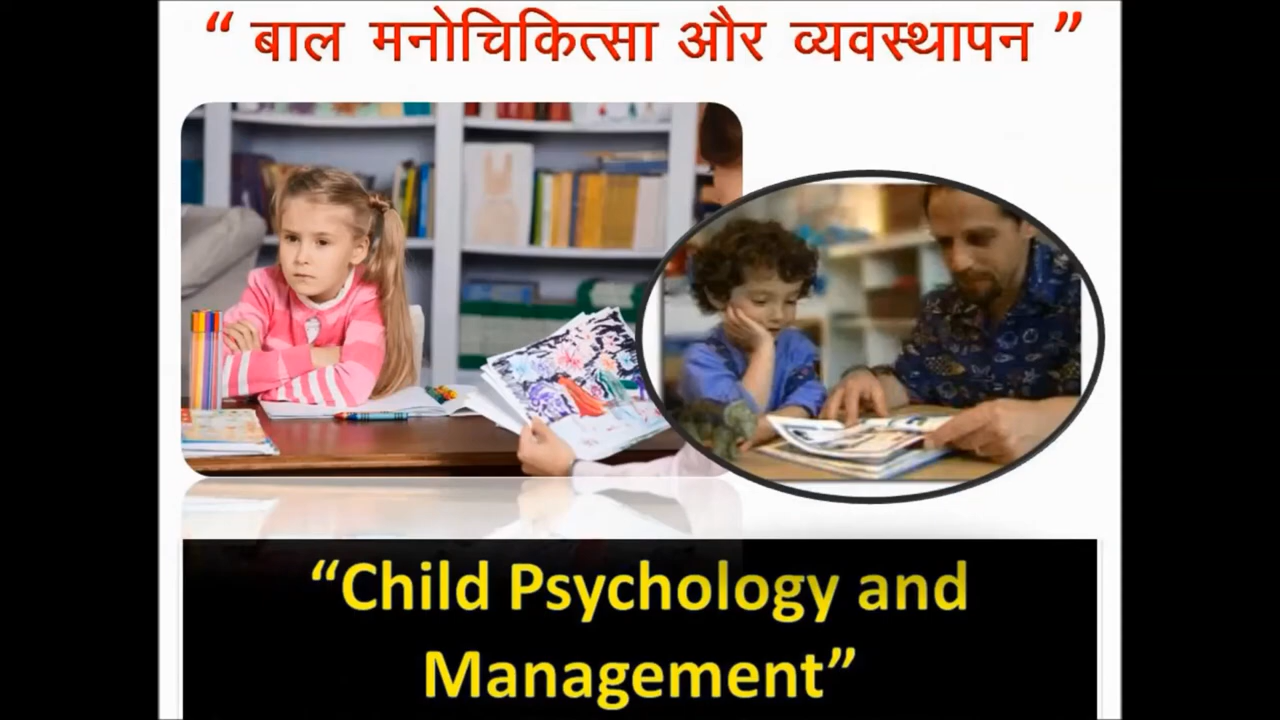 “ बाल मनोचिकित्सा और व्यवस्थापन ”
“Child Psychology and
Management”